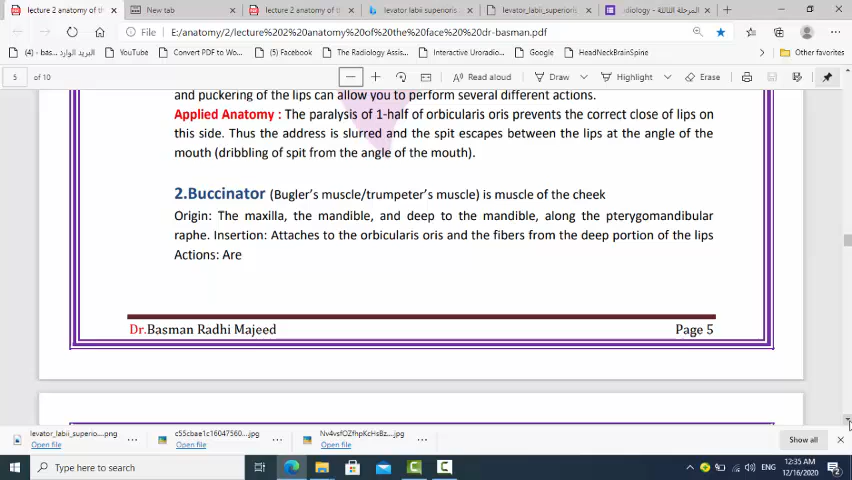 lecture 2 anatomy of th
New tab
lecture 2 anatomy of the f
levator labii superioris
levator_labii_superioris
idiology - المرحلة الثالثة
File
E:/anatomy/2/lecture%202%20anatomy%20of%20the%20face%20%20dr-basman.pdf
(4) - البريد الوارد bas...
YouTube
Convert PDF to Wo...
(5) Facebook
The Radiology Assis...
Interactive Uroradio...
Google
HeadNeckBrainSpine
Other favorites
5 of 10
Read aloud
Draw
Highlight
Erase
and puckering of the lips can allow you to perform several different actions.
Applied Anatomy : The paralysis of 1-half of orbicularis oris prevents the correct close of lips on
this side. Thus the address is slurred and the spit escapes between the lips at the angle of the
mouth (dribbling of spit from the angle of the mouth).
2.Buccinator (Bugler's muscle/trumpeter's muscle) is muscle of the cheek
Origin: The maxilla, the mandible, and deep to the mandible, along the pterygomandibular
raphe. Insertion: Attaches to the orbicularis oris and the fibers from the deep portion of the lips
Actions: Are
Dr.Basman Radhi Majeed
Page 5
levator_labii_superio....png
Open file
c55cbae1c16047560....jpg
Open file
Nv4vsfOZfhpKcHsBz....jpg
Open file
Show all
Type here to search
ENG
12:35 AM
12/16/2020
2